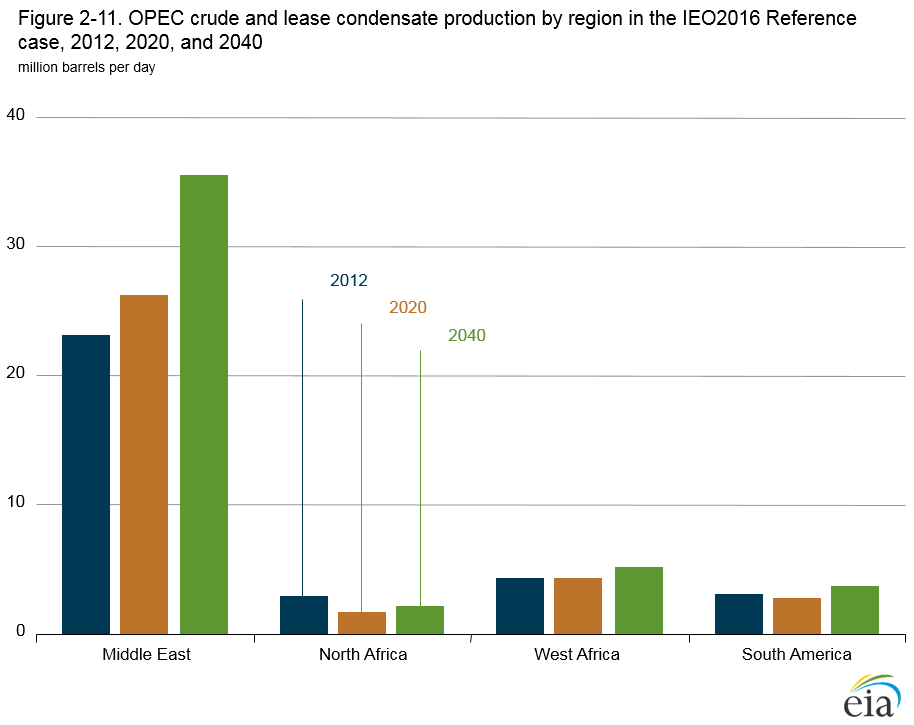 Figure 2-11. OPEC crude and lease condensate production by region in the IEO2016 Reference
case, 2012, 2020, and 2040
million barrels per day
40
30
2012
2020
2040
20
10
0
Middle East North Africa West Africa South America
eia